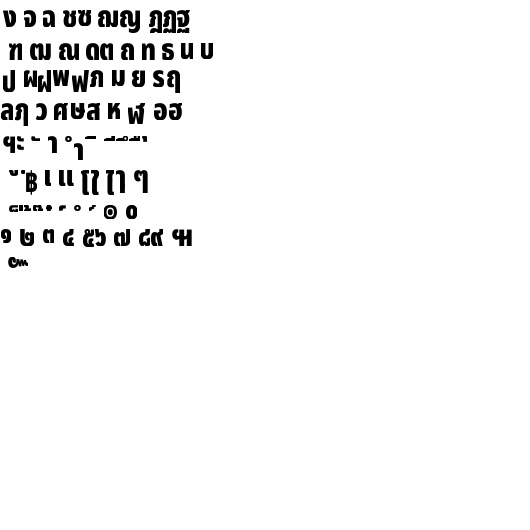 ง จ ฉ ช ซ ฌ ญ ฎ ฏ ฐ
ฑ ฒ ณ ด ต ถ ท ธ น บ
ป ผ ฝ พ ฟ ภ ม ย ร ฤ
ล ฦ ว ศ ษ ส ห ฬ อ ฮ
ฯ ะ ั า ำ
฿ เ แ โ ใ ไ ๅ ๆ
๏ ๐
๑ ๒ ๓ ๔ ๕ ๖ ๗ ๘ ๙ ๚
๛